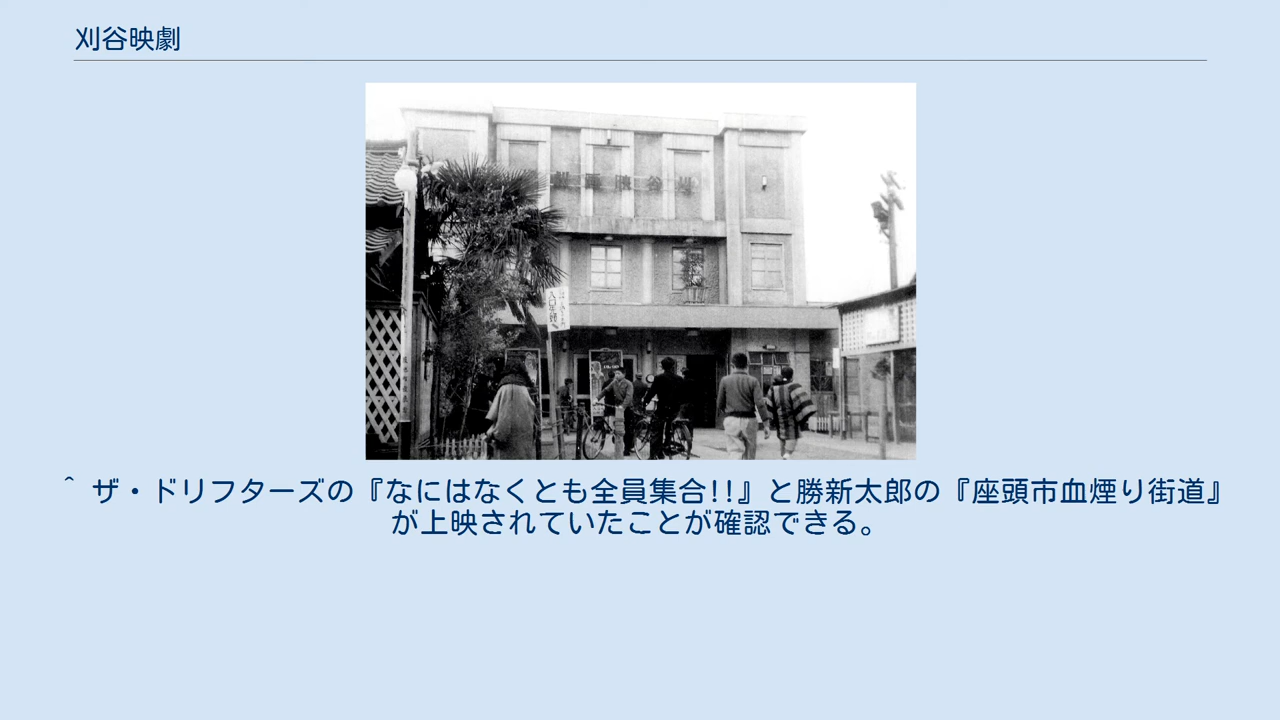 刈谷映劇
^ ザ・ドリフターズの『なにはなくとも全員集合!!』と勝新太郎の『座頭市血煙り街道』
が上映されていたことが確認できる。